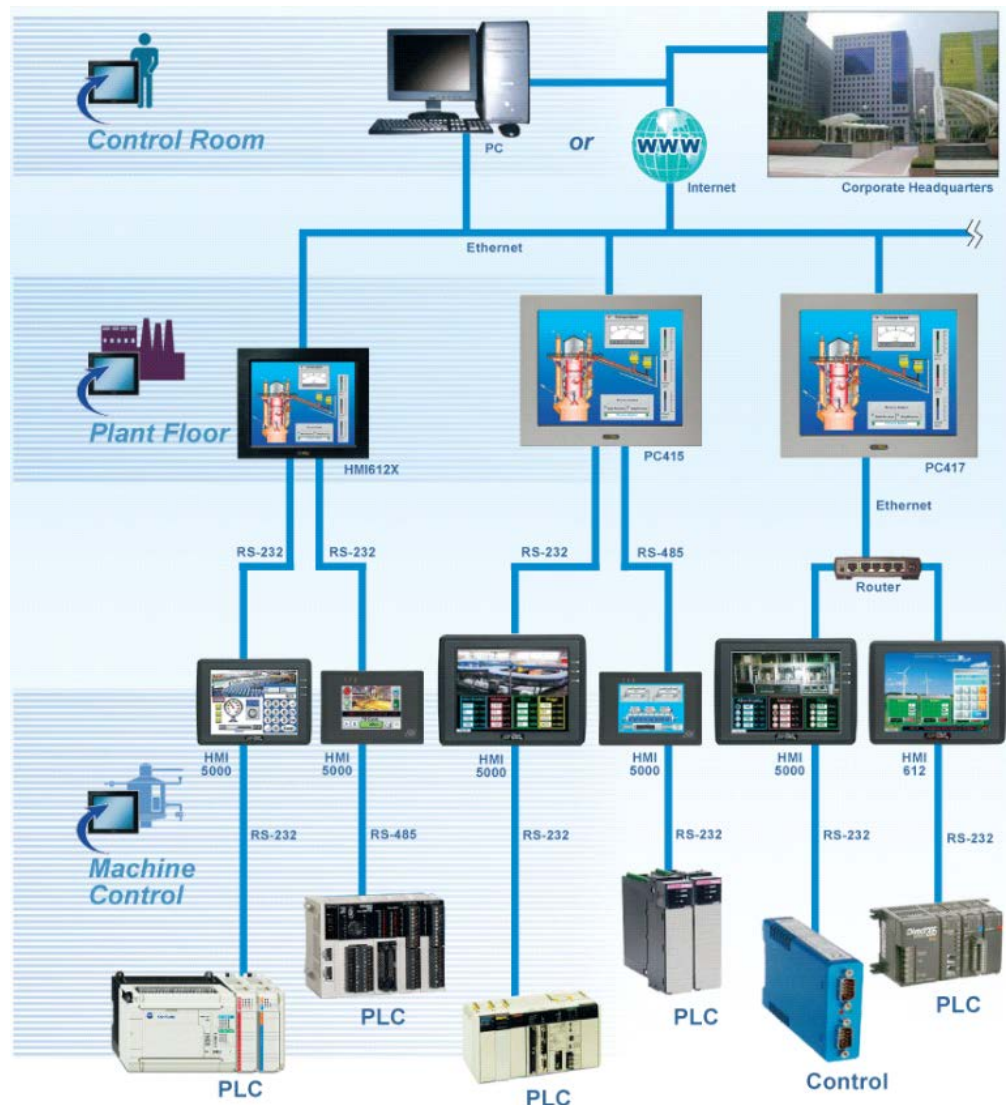 Control Room
PC
or
www
Internet
Corporate Headquarters
Ethernet
Plant Floor
HMI612X
PC415
PC417
Ethernet
RS-232
RS-232
RS-232
RS-485
Router
HMI
5000
HMI
5000
HMI
5000
HMI
5000
HMI
5000
HMI
612
RS-232
RS-485
RS-232
RS-232
RS-232
RS-232
Machine
Control
PLC
PLC
PLC
PLC
Control
PLC